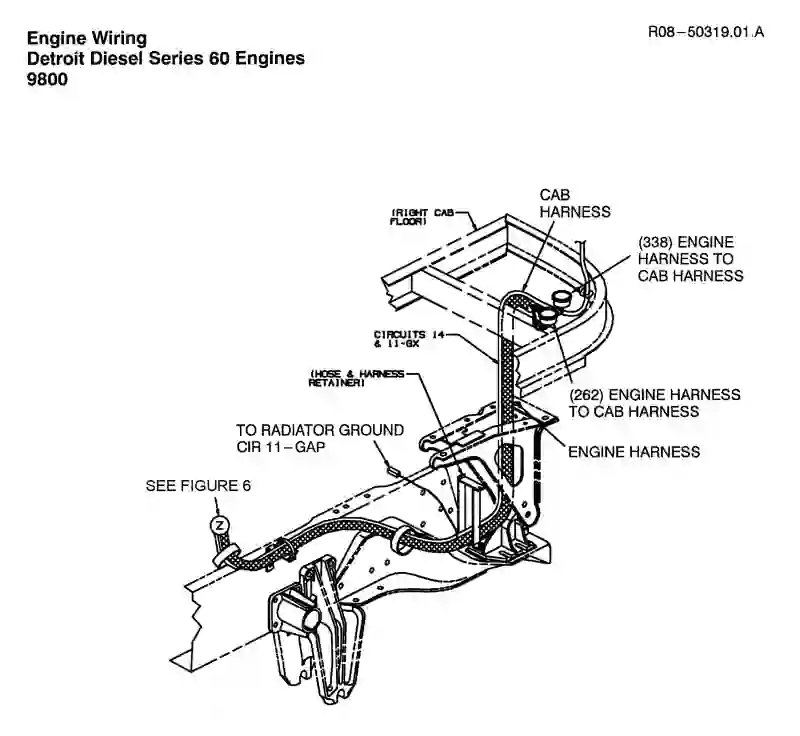 Engine Wiring
Detroit Diesel Series 60 Engines
9800
R08-50319.01.A
CAB
HARNESS
(RIGHT CAB
FLOOR)
(338) ENGINE
HARNESS TO
CAB HARNESS
CIRCUITS 14
& 11-GX
(HOSE & HARNESS
RETAINER)
(262) ENGINE HARNESS
TO CAB HARNESS
TO RADIATOR GROUND
CIR 11-GAP
ENGINE HARNESS
SEE FIGURE 6
Z